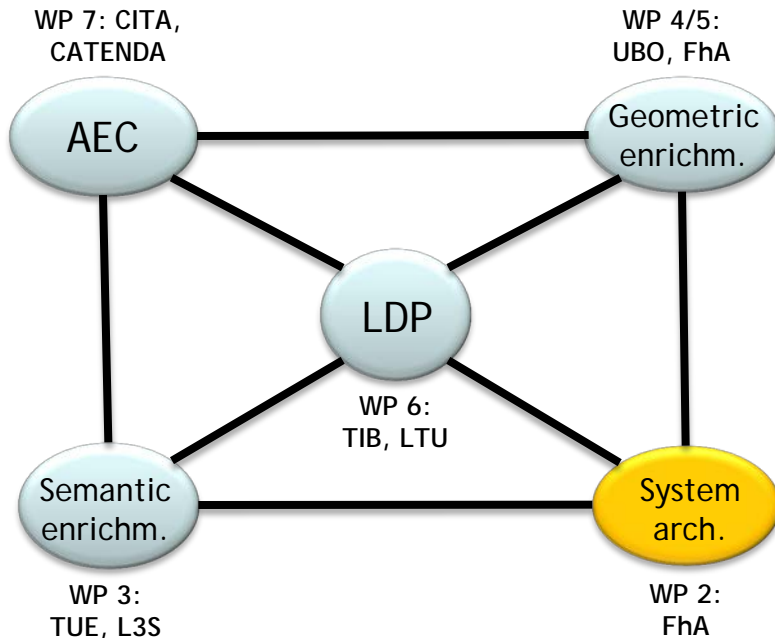 WP 7: CITA,
CATENDA
WP 4/5:
UBO, FhA
AEC
Geometric
enrichm.
LDP
WP 6:
TIB, LTU
Semantic
enrichm.
System
arch.
WP 3:
TUE, L3S
WP 2:
FhA